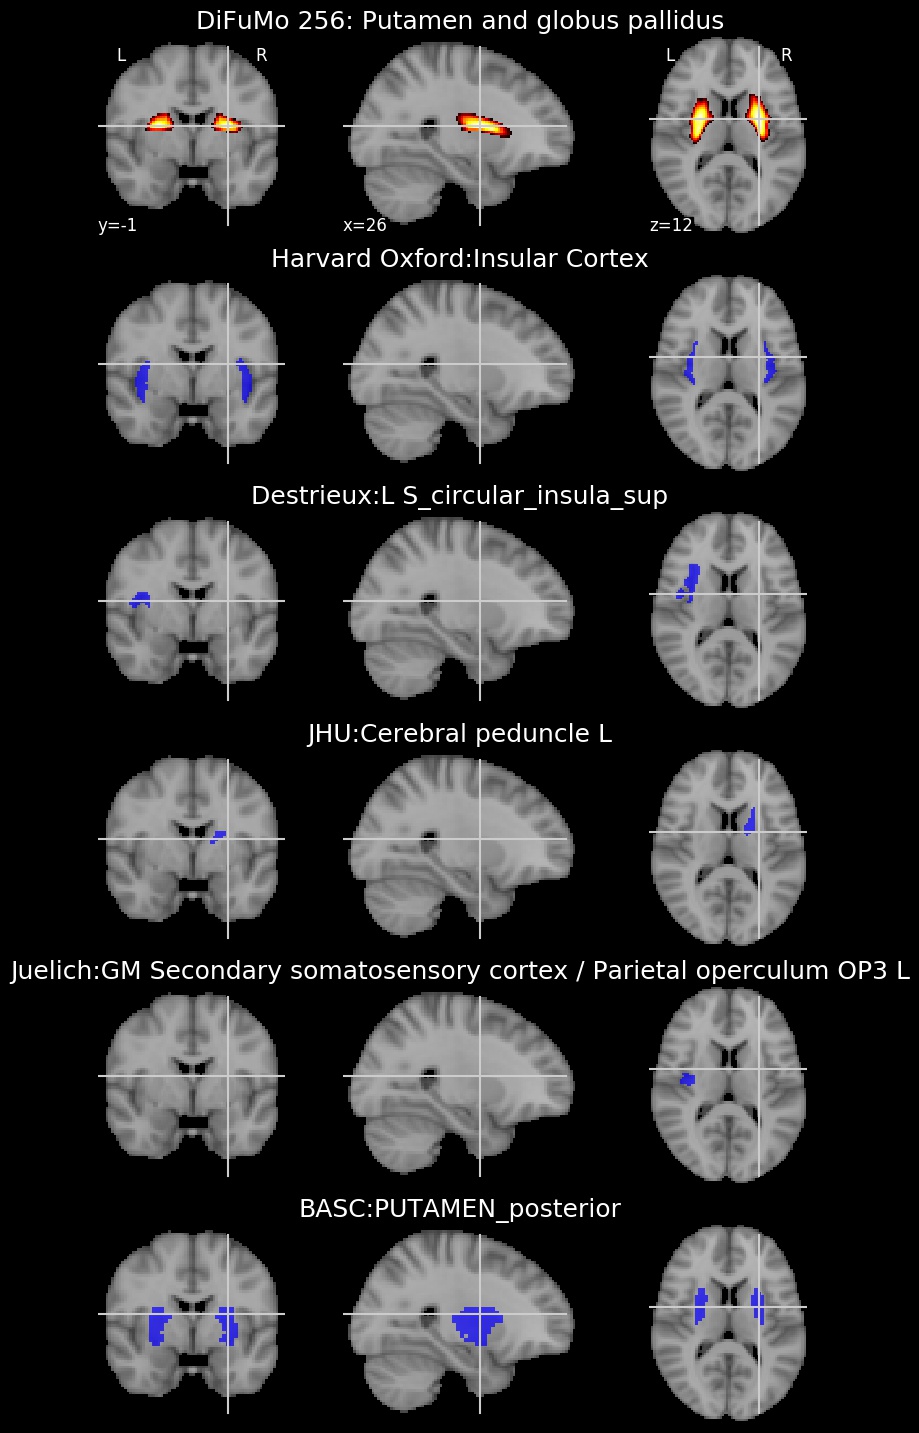 DiFuMo 256: Putamen and globus pallidus
L R L R
y=-1 x=26 z=12
Harvard Oxford:Insular Cortex
Destrieux:L S_circular_insula_sup
JHU:Cerebral peduncle L
Juelich:GM Secondary somatosensory cortex / Parietal operculum OP3 L
BASC:PUTAMEN_posterior